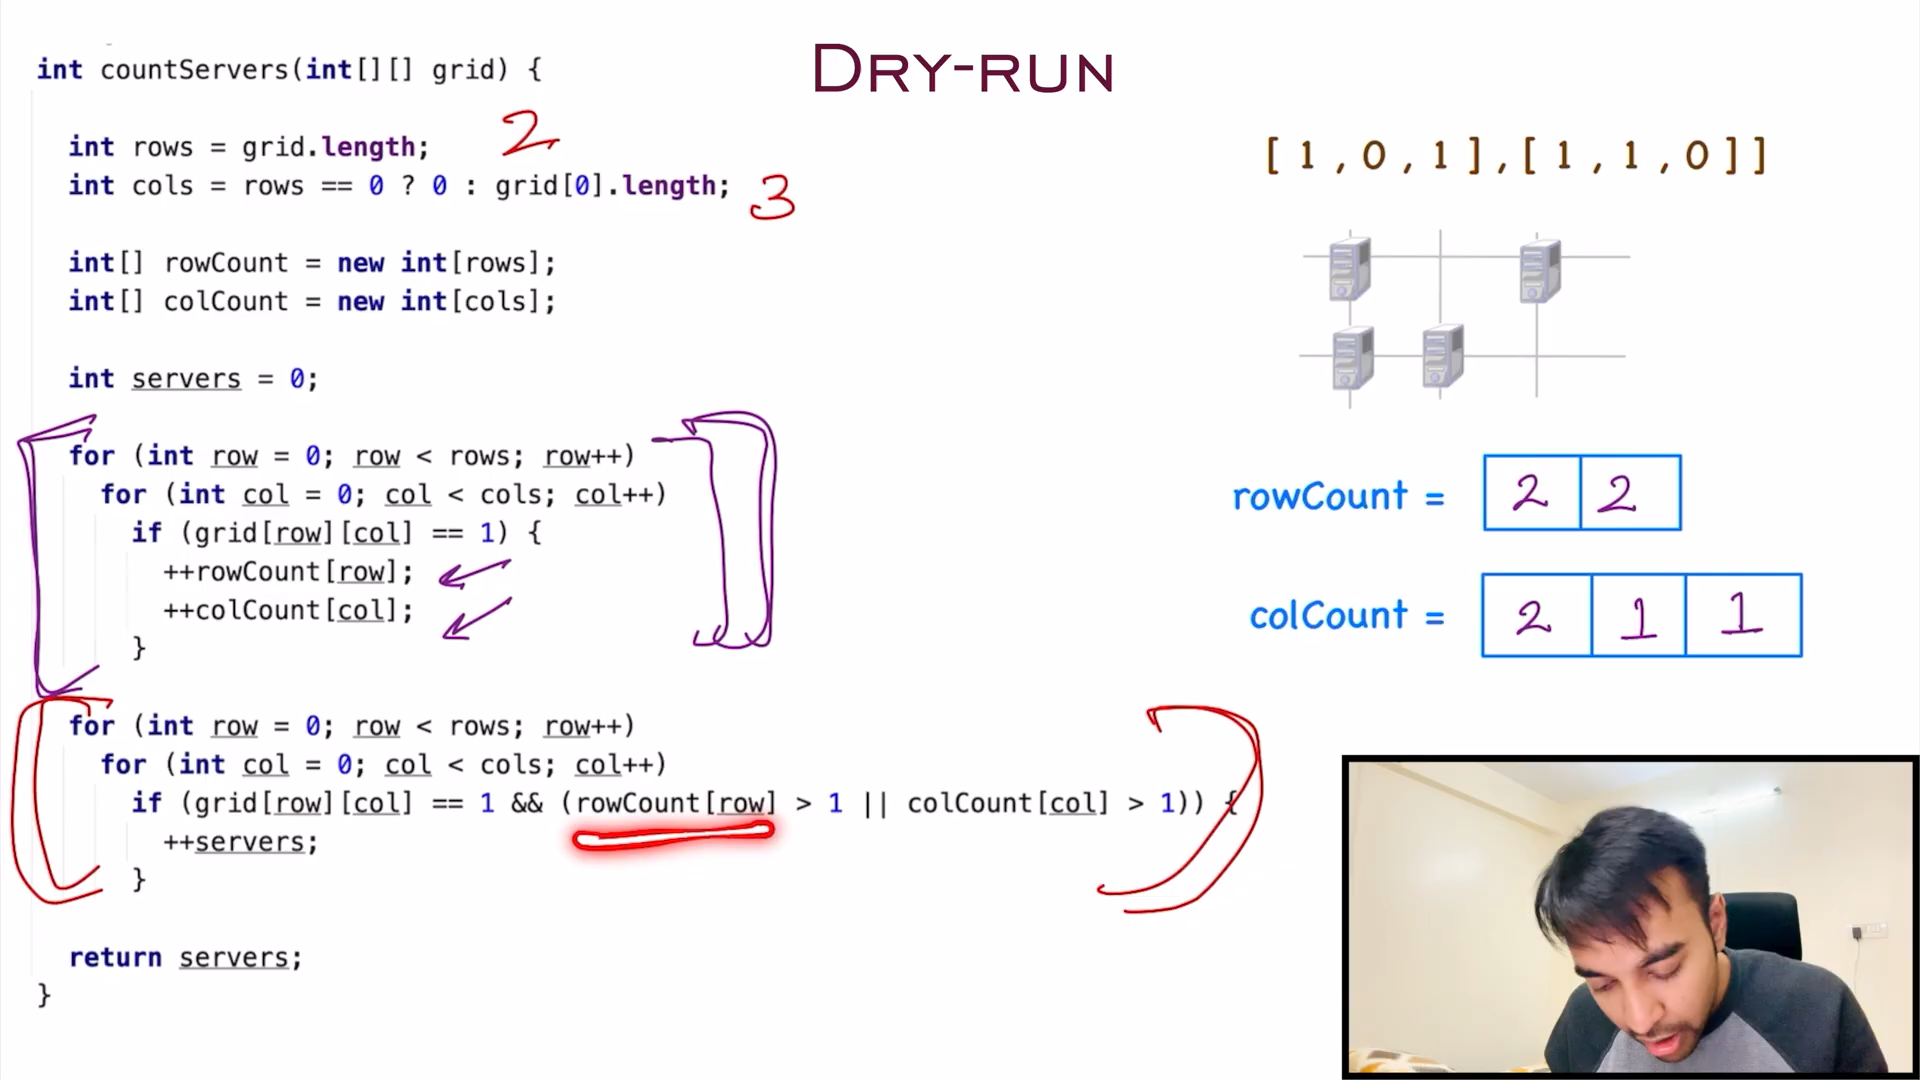 DRY-RUN
int countServers(int[][] grid) {
int rows = grid.length; 2
int cols = rows == 0 ? 0 : grid[0].length; 3
int[] rowCount = new int[rows];
int[] colCount = new int[cols];
int servers = 0;
for (int row = 0; row < rows; row++)
for (int col = 0; col < cols; col++)
if (grid[row][col] == 1) {
++rowCount[row];
++colCount[col];
}
for (int row = 0; row < rows; row++)
for (int col = 0; col < cols; col++)
if (grid[row][col] == 1 && (rowCount[row] > 1 || colCount[col] > 1)) {
++servers;
}
return servers;
}
[ 1 , 0 , 1 ] , [ 1 , 1 , 0 ] ]
rowCount = 2 2
colCount = 2 1 1